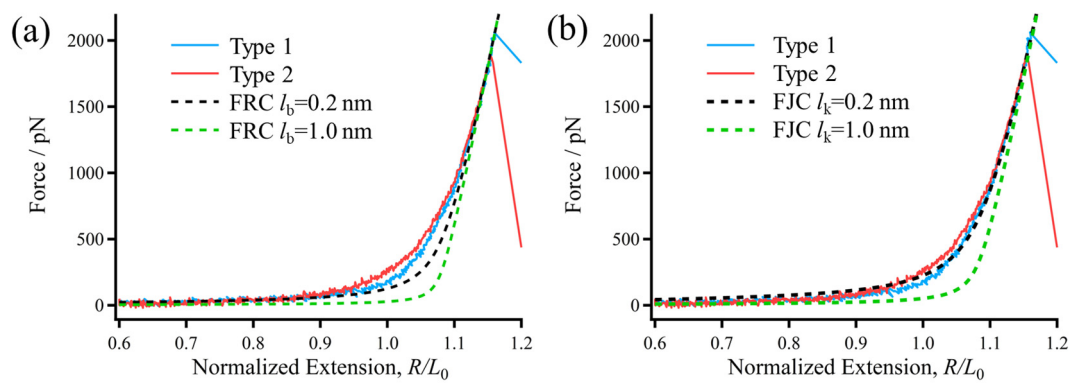 (a)
Force / pN
2000
1500
1000
500
0
Type 1
Type 2
FRC lb=0.2 nm
FRC lb=1.0 nm
0.6 0.7 0.8 0.9 1.0 1.1 1.2
Normalized Extension, R/L0
(b)
Force / pN
2000
1500
1000
500
0
Type 1
Type 2
FJC lk=0.2 nm
FJC lk=1.0 nm
0.6 0.7 0.8 0.9 1.0 1.1 1.2
Normalized Extension, R/L0